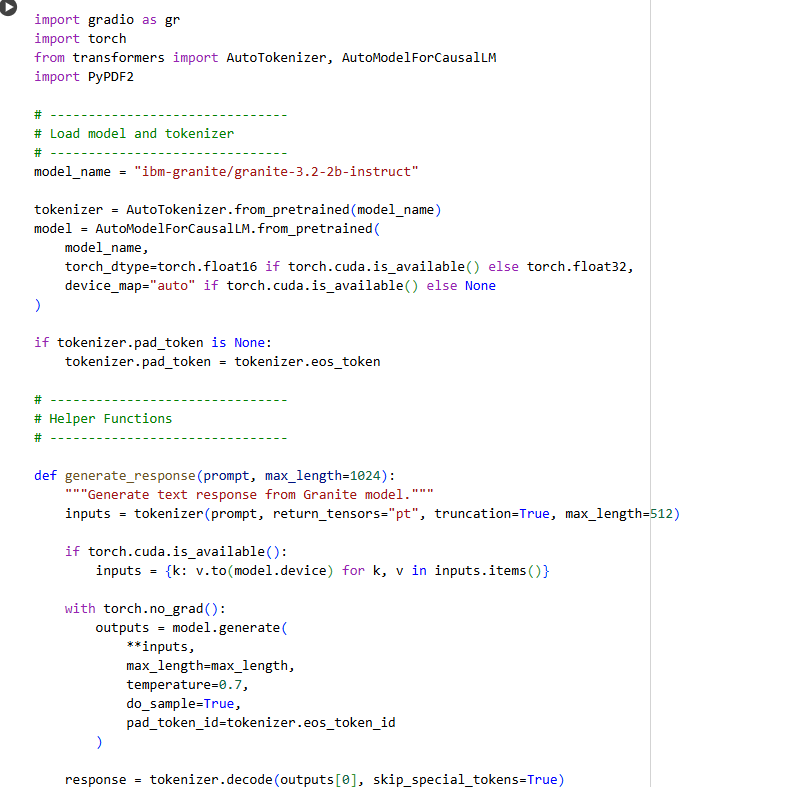 import gradio as gr
import torch
from transformers import AutoTokenizer, AutoModelForCausalLM
import PyPDF2

# -------------------------------
# Load model and tokenizer
# -------------------------------
model_name = "ibm-granite/granite-3.2-2b-instruct"

tokenizer = AutoTokenizer.from_pretrained(model_name)
model = AutoModelForCausalLM.from_pretrained(
    model_name,
    torch_dtype=torch.float16 if torch.cuda.is_available() else torch.float32,
    device_map="auto" if torch.cuda.is_available() else None
)

if tokenizer.pad_token is None:
    tokenizer.pad_token = tokenizer.eos_token

# -------------------------------
# Helper Functions
# -------------------------------

def generate_response(prompt, max_length=1024):
    """Generate text response from Granite model."""
    inputs = tokenizer(prompt, return_tensors="pt", truncation=True, max_length=512)

    if torch.cuda.is_available():
        inputs = {k: v.to(model.device) for k, v in inputs.items()}

    with torch.no_grad():
        outputs = model.generate(
            **inputs,
            max_length=max_length,
            temperature=0.7,
            do_sample=True,
            pad_token_id=tokenizer.eos_token_id
        )

    response = tokenizer.decode(outputs[0], skip_special_tokens=True)